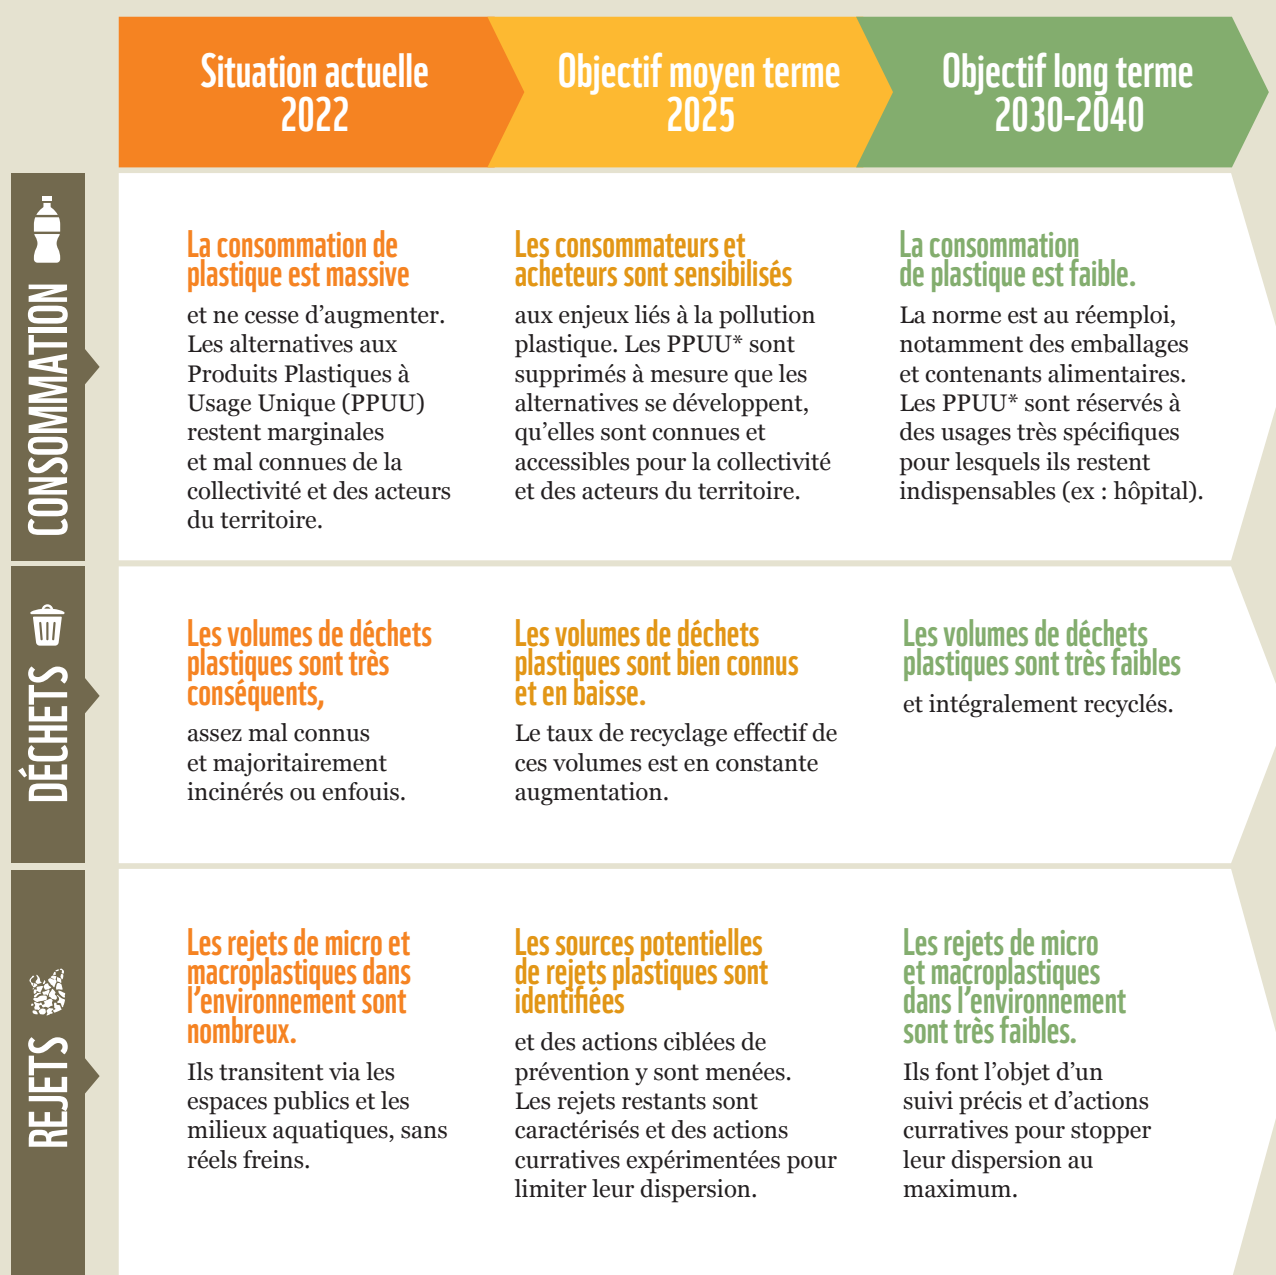 Situation actuelle
2022
Objectif moyen terme
2025
Objectif long terme
2030-2040
CONSOMMATION
La consommation de
plastique est massive
et ne cesse d’augmenter.
Les alternatives aux
Produits Plastiques à
Usage Unique (PPUU)
restent marginales
et mal connues de la
collectivité et des acteurs
du territoire.
Les consommateurs et
acheteurs sont sensibilisés
aux enjeux liés à la pollution
plastique. Les PPUU* sont
supprimés à mesure que les
alternatives se développent,
qu’elles sont connues et
accessibles pour la collectivité
et des acteurs du territoire.
La consommation
de plastique est faible.
La norme est au réemploi,
notamment des emballages
et contenants alimentaires.
Les PPUU* sont réservés à
des usages très spécifiques
pour lesquels ils restent
indispensables (ex : hôpital).
DÈCHETS
Les volumes de déchets
plastiques sont très
conséquents,
assez mal connus
et majoritairement
incinérés ou enfouis.
Les volumes de déchets
plastiques sont bien connus
et en baisse.
Le taux de recyclage effectif de
ces volumes est en constante
augmentation.
Les volumes de déchets
plastiques sont très faibles
et intégralement recyclés.
REJETS
Les rejets de micro et
macroplastiques dans
l’environnement sont
nombreux.
Ils transitent via les
espaces publics et les
milieux aquatiques, sans
réels freins.
Les sources potentielles
de rejets plastiques sont
identifiées
et des actions ciblées de
prévention y sont menées.
Les rejets restants sont
caractérisés et des actions
curratives expérimentées pour
limiter leur dispersion.
Les rejets de micro
et macroplastiques
dans l’environnement
sont très faibles.
Ils font l’objet d’un
suivi précis et d’actions
curratives pour stopper
leur dispersion au
maximum.